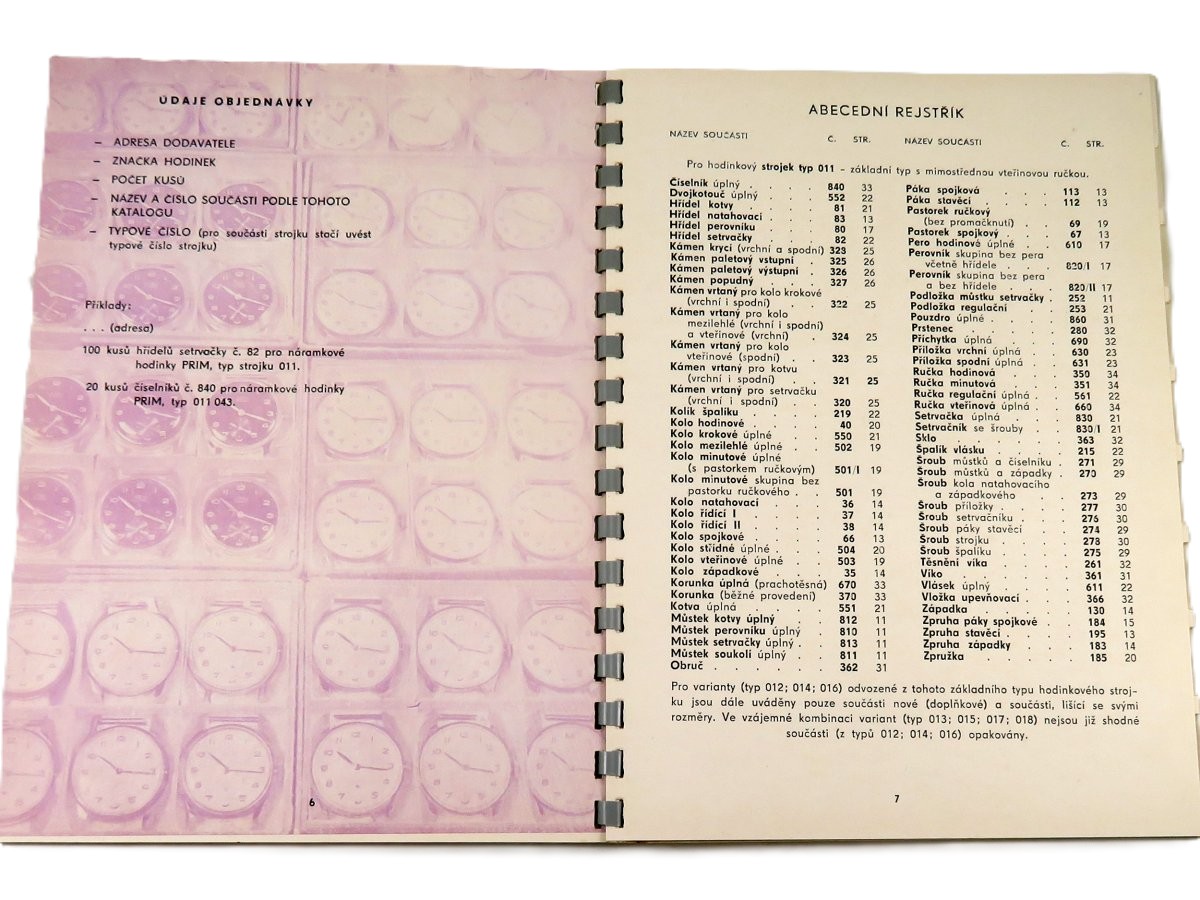 ÚDAJE OBJEDNÁVKY
– ADRESA DODAVATELE
– ZNAČKA HODINEK
– POČET KUSŮ
– NÁZEV A ČÍSLO SOUČÁSTI PODLE TOHOTO
KATALOGU
– TYPOVÉ ČÍSLO (pro součásti strojku stačí uvést
typové číslo strojku)
Příklady:
. . . (adresa)
100 kusů hřídelů setrvačky č. 82 pro náramkové
hodinky PRIM, typ strojku 011.
20 kusů číselníků č. 840 pro náramkové hodinky
PRIM, typ 011 043.
6
ABECEDNÍ REJSTŘÍK
NÁZEV SOUČÁSTI Č. STR.
Pro hodinkový strojek typ 011 – základní typ s mimostřednou vteřinovou ručkou.
Číselník úplný . . . . 840 33
Dvojkotouč úplný . . . 552 22
Hřídel kotvy . . . . 81 21
Hřídel natahovací . . . 83 13
Hřídel perovníku . . . 80 17
Hřídel setrvačky . . . 82 22
Kámen krycí (vrchní a spodní) 328 25
Kámen paletový vstupní . 325 26
Kámen paletový výstupní . 326 26
Kámen popudný . . . 327 26
Kámen vrtaný pro kolo krokové
(vrchní i spodní) . . . 322 25
Kámen vrtaný pro kolo
mezilehlé (vrchní i spodní)
a vteřinové (vrchní) . . 324 25
Kámen vrtaný pro kolo
vteřinové (spodní) . . 323 25
Kámen vrtaný pro kotvu
(vrchní i spodní) . . . 321 25
Kámen vrtaný pro setrvačku
(vrchní i spodní) . . . 320 25
Kolík špalíku . . . . 219 22
Kolo hodinové . . . . 40 20
Kolo krokové úplné . . 550 21
Kolo mezilehlé úplné . . 502 19
Kolo minutové úplné
(s pastorkem ručkovým) 501/I 19
Kolo minutové skupina bez
pastorku ručkového . . 501 19
Kolo natahovací . . . 36 14
Kolo řídící I . . . . 37 14
Kolo řídící II . . . . 38 14
Kolo spojkové . . . . 66 13
Kolo střídné úplné . . . 504 20
Kolo vteřinové úplné . . 503 19
Kolo západkové . . . 35 14
Korunka úplná (prachotěsná) 670 33
Korunka (běžné provedení) 370 33
Kotva úplná . . . . 551 21
Můstek kotvy úplný . . 812 11
Můstek perovníku úplný . 810 11
Můstek setrvačky úplný . . 813 11
Můstek soukolí úplný . . 811 11
Obruč . . . . . . 362 31
NÁZEV SOUČÁSTI Č. STR.
Páka spojková . . . 113 13
Páka stavěcí . . . . 112 13
Pastorek ručkový
(bez promačknutí) . . 69 19
Pastorek spojkový . . . 67 13
Pero hodinové úplné . . 610 17
Perovník skupina bez pera
včetně hřídele . . . 820/I 17
Perovník skupina bez pera
a bez hřídele . . . 820/II 17
Podložka můstku setrvačky . 252 11
Podložka regulační . . 253 21
Pouzdro úplné . . . . 860 31
Prstenec . . . . . 280 32
Příchytka úplná . . . 690 32
Příložka vrchní úplná . . 630 23
Příložka spodní úplná . . 631 23
Ručka hodinová . . . 350 34
Ručka minutová . . . 351 34
Ručka regulační úplná . . 561 22
Ručka vteřinová úplná . . 660 34
Setrvačka úplná . . . 830 21
Setrvačník se šrouby . . 830/I 21
Sklo . . . . . . 363 32
Špalík vlásku . . . . 215 22
Šroub můstků a číselníku . 271 29
Šroub můstků a západky . 270 29
Šroub kola natahovacího
a západkového . . 273 29
Šroub příložky . . . . 277 30
Šroub setrvačníku . . . 276 30
Šroub páky stavěcí . . 274 29
Šroub strojku . . . . 278 30
Šroub špalíku . . . . 275 29
Těsnění víka . . . . 261 32
Víko . . . . . . 361 31
Vlásek úplný . . . . 611 22
Vložka upevňovací . . . 366 32
Západka . . . . . 130 14
Zpruha páky spojkové . . 184 15
Zpruha stavěcí . . . . 195 13
Zpruha západky . . . 183 14
Zpružka . . . . . 185 20
Pro varianty (typ 012; 014; 016) odvozené z tohoto základního typu hodinkového stroj-
ku jsou dále uváděny pouze součásti nové (doplňkové) a součásti, lišící se svými
rozměry. Ve vzájemné kombinaci variant (typ 013; 015; 017; 018) nejsou již shodné
součásti (z typů 012; 014; 016) opakovány.
7